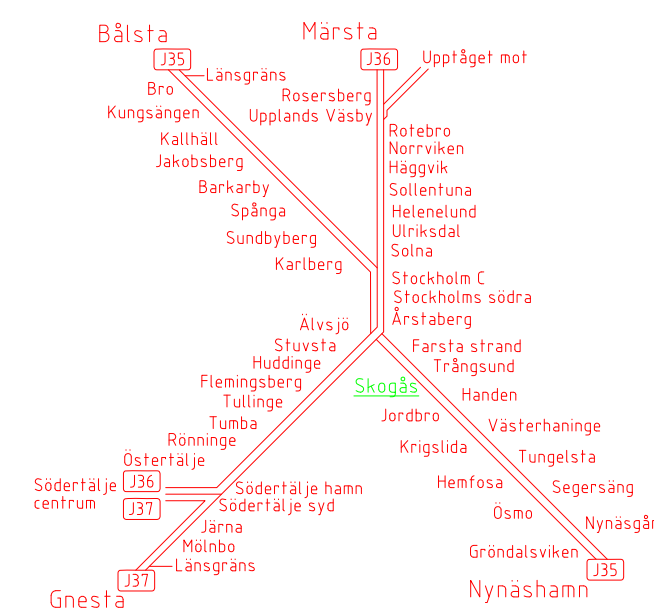 Bålsta
Märsta
J35
J36
Upptåget mot
Länsgräns
Bro
Rosersberg
Kungsängen
Upplands Väsby
Kallhäll
Rotebro
Norrviken
Jakobsberg
Häggvik
Barkarby
Sollentuna
Spånga
Helenelund
Ulriksdal
Sundbyberg
Solna
Karlberg
Stockholm C
Stockholms södra
Årstaberg
Älvsjö
Stuvsta
Farsta strand
Huddinge
Trångsund
Flemingsberg
Skogås
Tullinge
Handen
Jordbro
Tumba
Västerhaninge
Rönninge
Krigslida
Östertälje
Tungelsta
J36
Södertälje
centrum
J37
Södertälje hamn
Södertälje syd
Hemfosa
Segersäng
Ösmo
Järna
Mölnbo
Länsgräns
Gröndalsviken
J37
J35
Gnesta
Nynäshamn